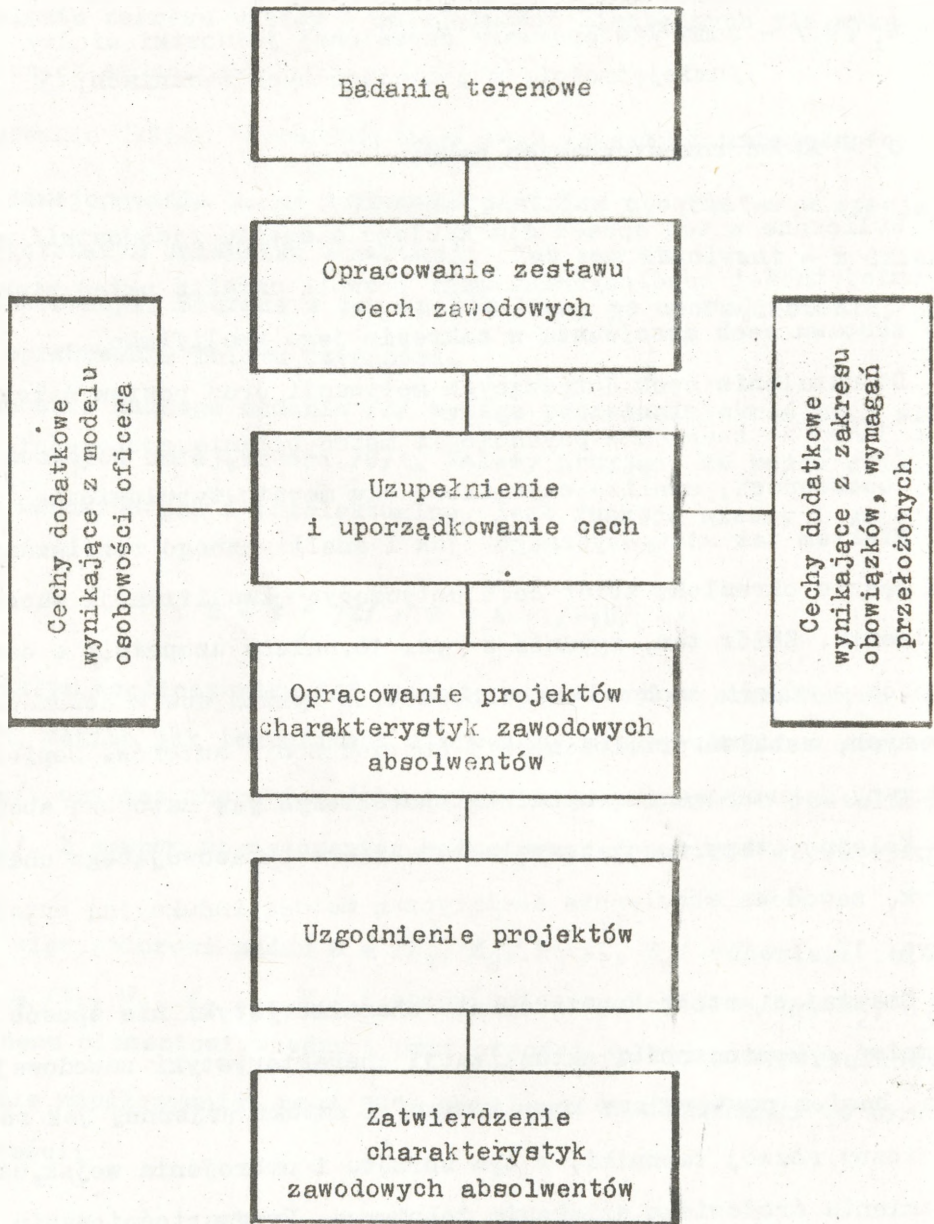 Badania terenowe
Opracowanie zestawu
cech zawodowych
Cechy dodatkowe
wynikające z modelu
osobowości oficera
Uzupełnienie
i uporządkowanie cech
Cechy dodatkowe
wynikające z zakresu
obowiązków, wymagań
przełożonych
Opracowanie projektów
charakterystyk zawodowych
absolwentów
Uzgodnienie projektów
Zatwierdzenie
charakterystyk
zawodowych absolwentów